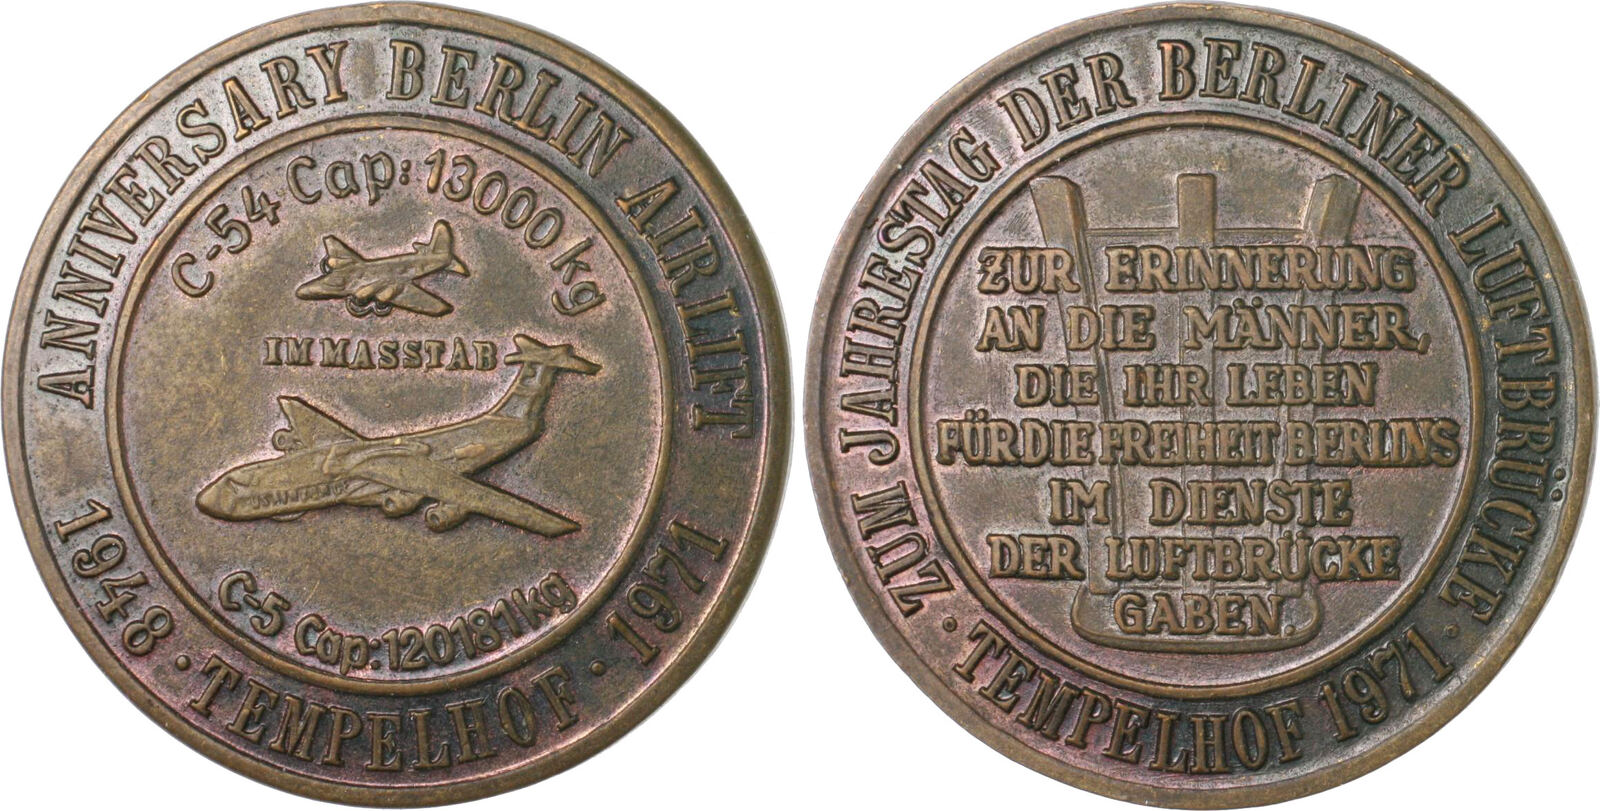 ANNIVERSARY BERLIN AIRLIFT
1948 · TEMPELHOF · 1971
C-54 Cap: 13000 kg
IM MASSTAB
C-5 Cap: 120181 kg
ZUM JAHRESTAG DER BERLINER LUFTBRÜCKE
· TEMPELHOF 1971 ·
ZUR ERINNERUNG
AN DIE MÄNNER,
DIE IHR LEBEN
FÜR DIE FREIHEIT BERLINS
IM DIENSTE
DER LUFTBRÜCKE
GABEN.